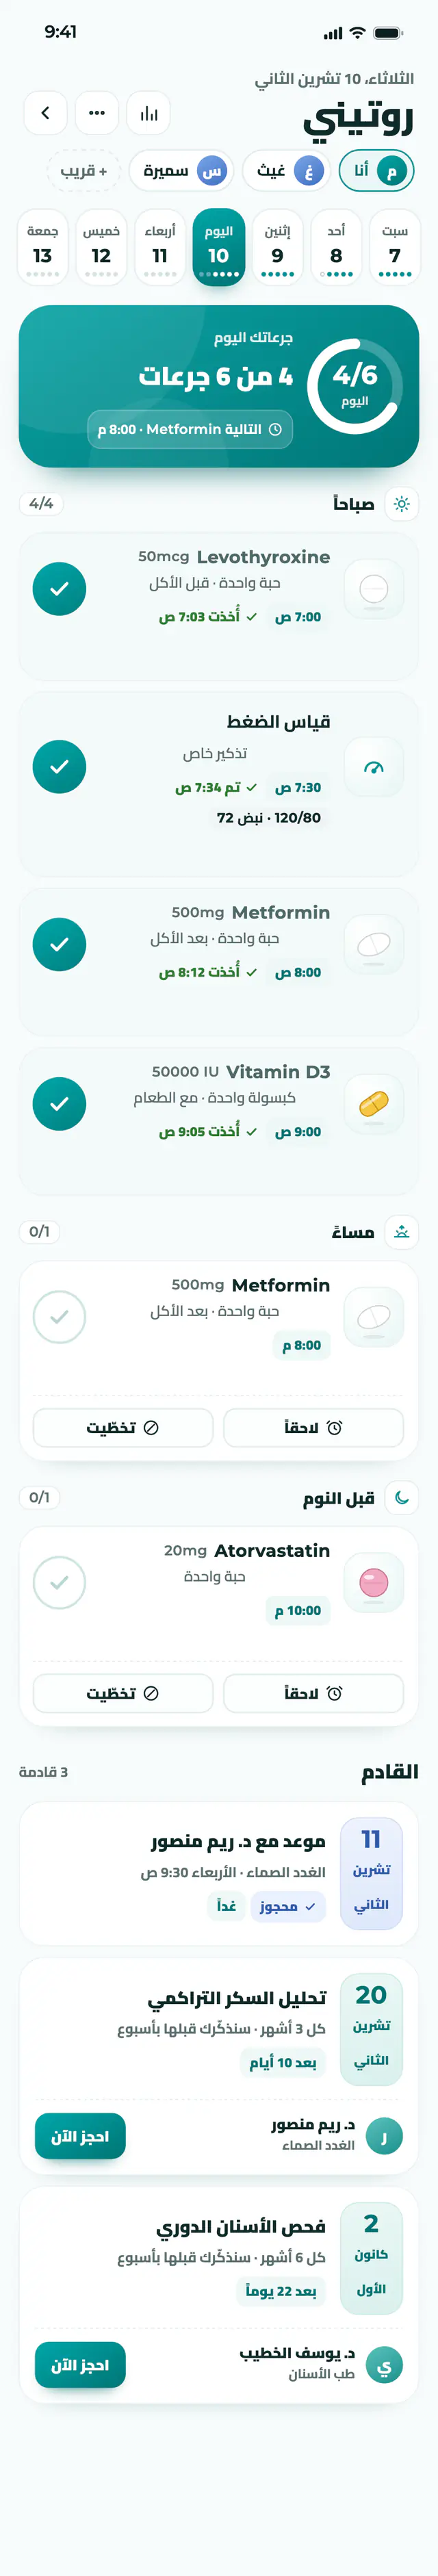 9:41
الثلاثاء، 10 تشرين الثاني
روتيني
م أنا
غ غيث
س سميرة
+ قريب
سبت 7
أحد 8
إثنين 9
اليوم 10
أربعاء 11
خميس 12
جمعة 13
جرعاتك اليوم
4/6
اليوم
4 من 6 جرعات
التالية Metformin · 8:00 م
صباحاً
4/4
Levothyroxine 50mcg
حبة واحدة · قبل الأكل
7:00 ص
أُخذت 7:03 ص
قياس الضغط
تذكير خاص
7:30 ص
تم 7:34 ص
120/80 · نبض 72
Metformin 500mg
حبة واحدة · بعد الأكل
8:00 ص
أُخذت 8:12 ص
Vitamin D3 50000 IU
كبسولة واحدة · مع الطعام
9:00 ص
أُخذت 9:05 ص
مساءً
0/1
Metformin 500mg
حبة واحدة · بعد الأكل
8:00 م
لاحقاً
تخطّيت
قبل النوم
0/1
Atorvastatin 20mg
حبة واحدة
10:00 م
لاحقاً
تخطّيت
القادم
3 قادمة
11
تشرين
الثاني
موعد مع د. ريم منصور
الغدد الصماء · الأربعاء 9:30 ص
محجوز
غداً
20
تشرين
الثاني
تحليل السكر التراكمي
كل 3 أشهر · سنذكّرك قبلها بأسبوع
بعد 10 أيام
ر
د. ريم منصور
الغدد الصماء
احجز الآن
2
كانون
الأول
فحص الأسنان الدوري
كل 6 أشهر · سنذكّرك قبلها بأسبوع
بعد 22 يوماً
ي
د. يوسف الخطيب
طب الأسنان
احجز الآن